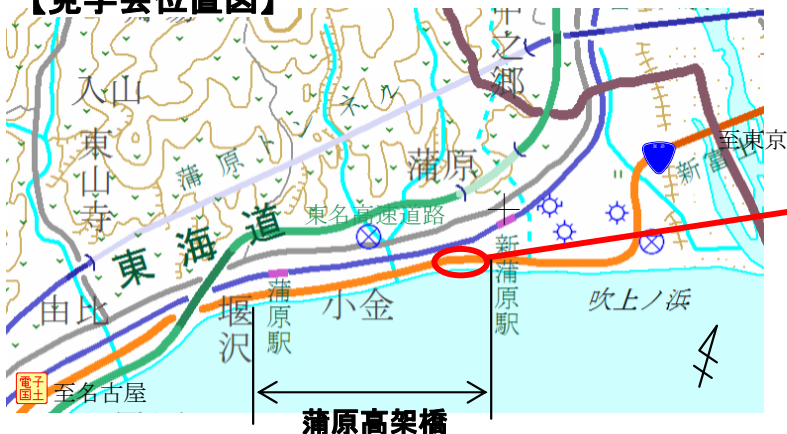 【見学会位置図】
中之郷
入山
蒲原トンネル
至東京
東山寺
蒲原
新富士
東名高速道路
東海道
新蒲原駅
吹上ノ浜
由比
堰沢
蒲原駅
小金
電子国土
至名古屋
蒲原高架橋